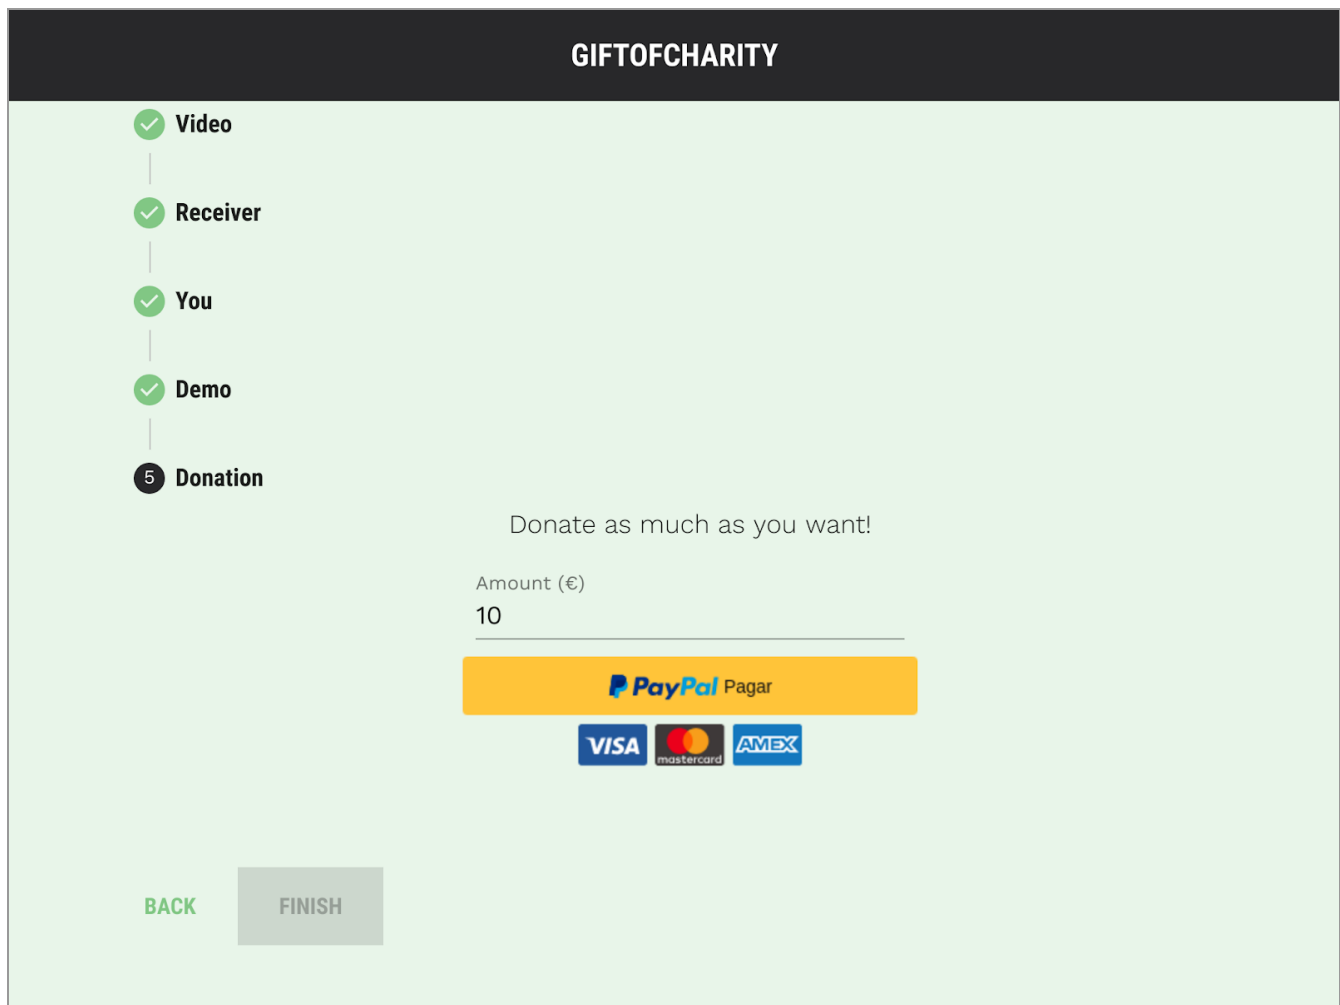 GIFTOFCHARITY
Video
Receiver
You
Demo
5 Donation
Donate as much as you want!
Amount (€)
10
PayPal Pagar
VISA mastercard AMEX
BACK FINISH